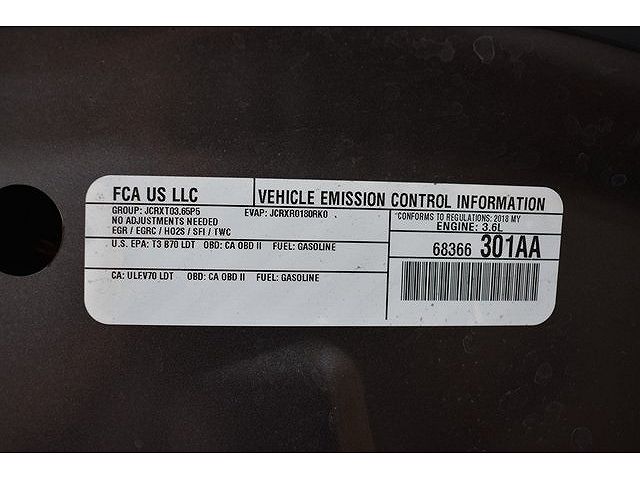 FCA US LLC
VEHICLE EMISSION CONTROL INFORMATION
GROUP: JCRXT03.65P5 EVAP: JCRXR0180RK0
NO ADJUSTMENTS NEEDED
EGR / EGRC / HO2S / SFI / TWC
CONFORMS TO REGULATIONS: 2018 MY
ENGINE: 3.6L
U.S. EPA: T3 B70 LDT OBD: CA OBD II FUEL: GASOLINE
68366 301AA
CA: ULEV70 LDT OBD: CA OBD II FUEL: GASOLINE